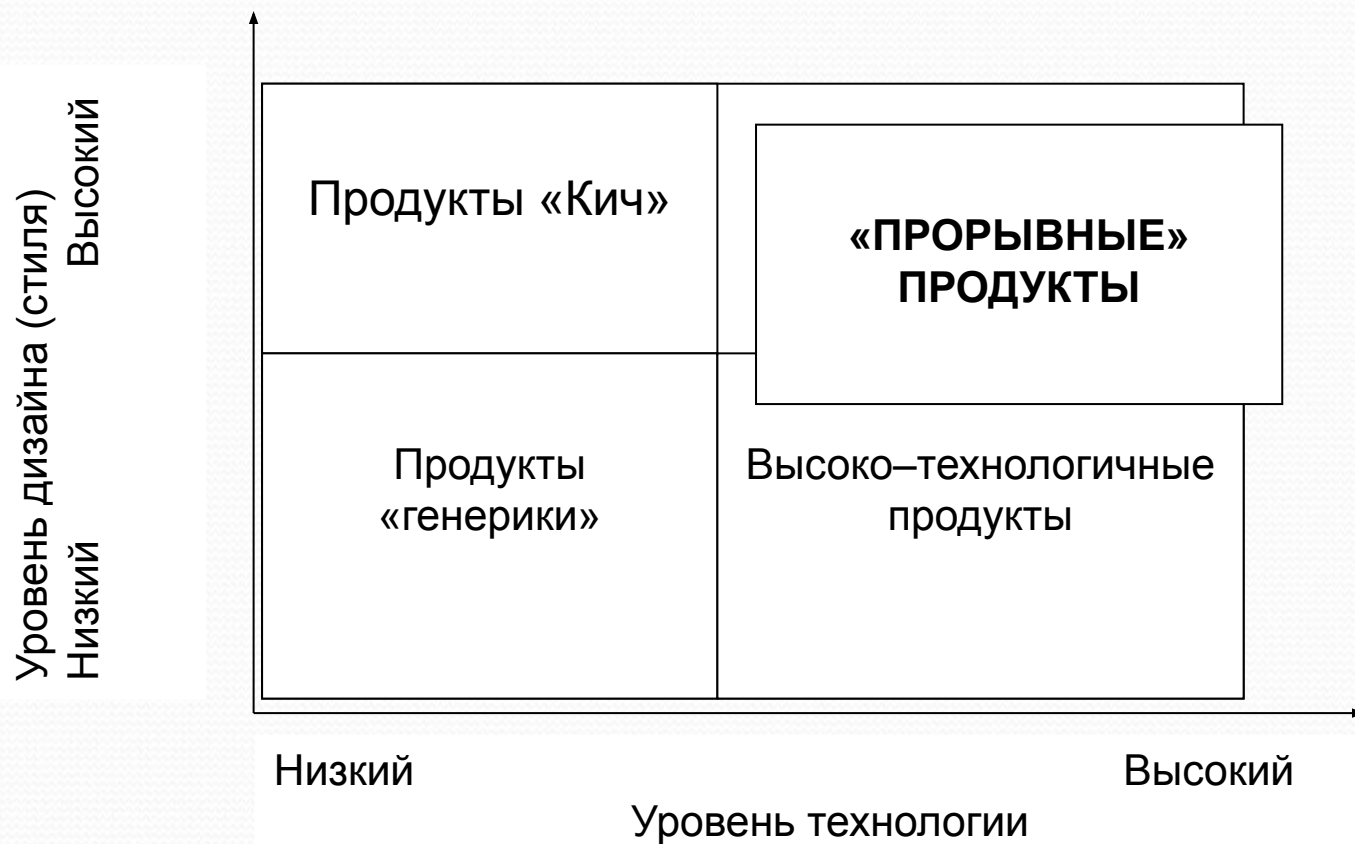 Уровень дизайна (стиля)
Низкий
Высокий
Продукты «Кич»
«ПРОРЫВНЫЕ»
ПРОДУКТЫ
Продукты
«генерики»
Высоко–технологичные
продукты
Низкий
Высокий
Уровень технологии